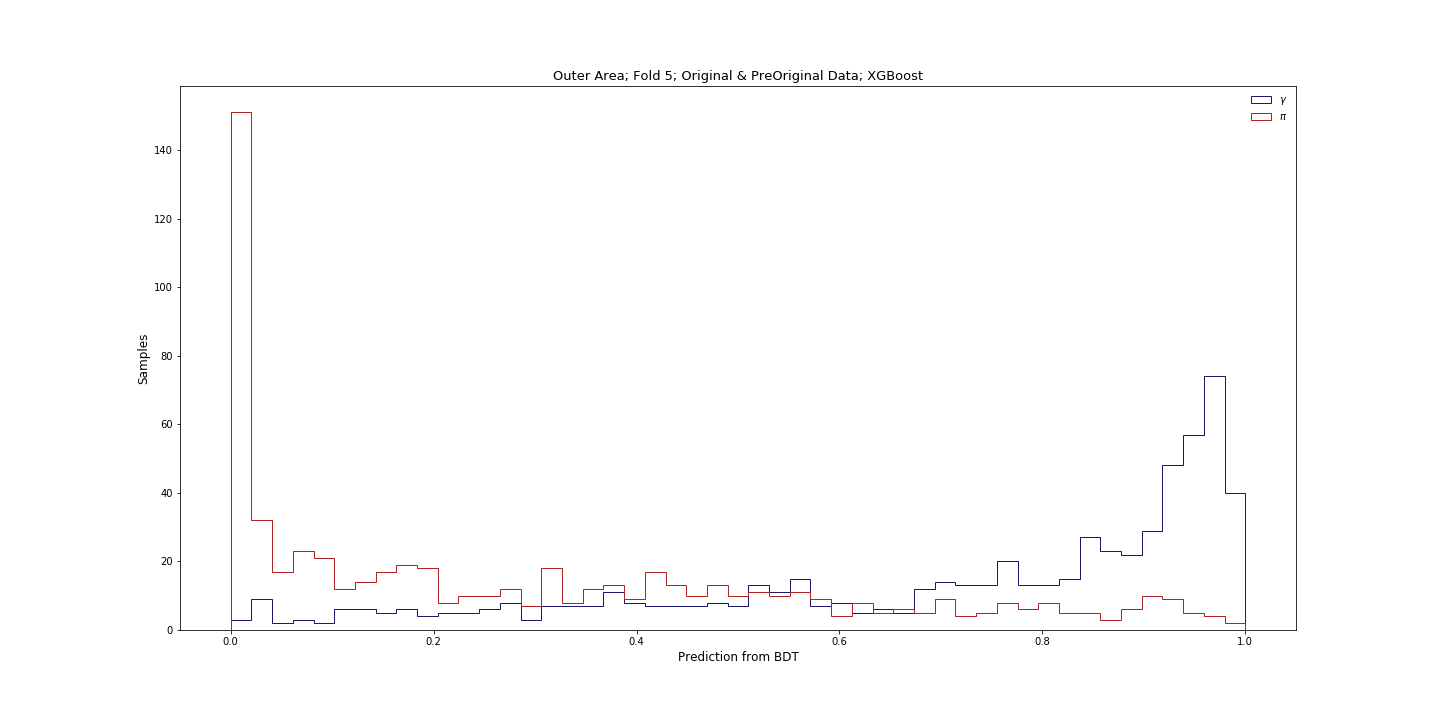 Outer Area; Fold 5; Original & PreOriginal Data; XGBoost
γ
π
140
120
100
80
60
40
20
0
Samples
0.0 0.2 0.4 0.6 0.8 1.0
Prediction from BDT